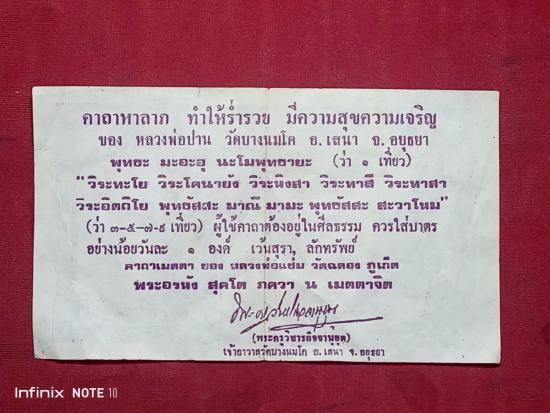 คาถาหาลาภ ทำให้ร่ำรวย มีความสุขความเจริญ
ของ หลวงพ่อปาน วัดบางนมโค อ.เสนา จ.อยุธยา
พุทธะ มะอะอุ นะโมพุทธายะ (ว่า ๑ เที่ยว)
"วิระทะโย วิระโคนายัง วิระหิงสา วิระทาสี วิระทาสา
วิระอิตถิโย พุทธัสสะ มาณี มามะ พุทธัสสะ สะวาโหม"
(ว่า ๓-๕-๗-๙ เที่ยว) ผู้ใช้คาถาต้องอยู่ในศีลธรรม ควรใส่บาตร
อย่างน้อยวันละ ๑ องค์ เว้นสุรา, ลักทรัพย์
คาถาเมตตา ของ หลวงพ่อแช่ม วัดฉลอง ภูเก็ต
พระอรหัง สุคโต ภควา น เมตตาจิต
(พระครูวิหารกิจจานุยุต)
เจ้าอาวาสวัดบางนมโค อ.เสนา จ.อยุธยา
Infinix NOTE 10